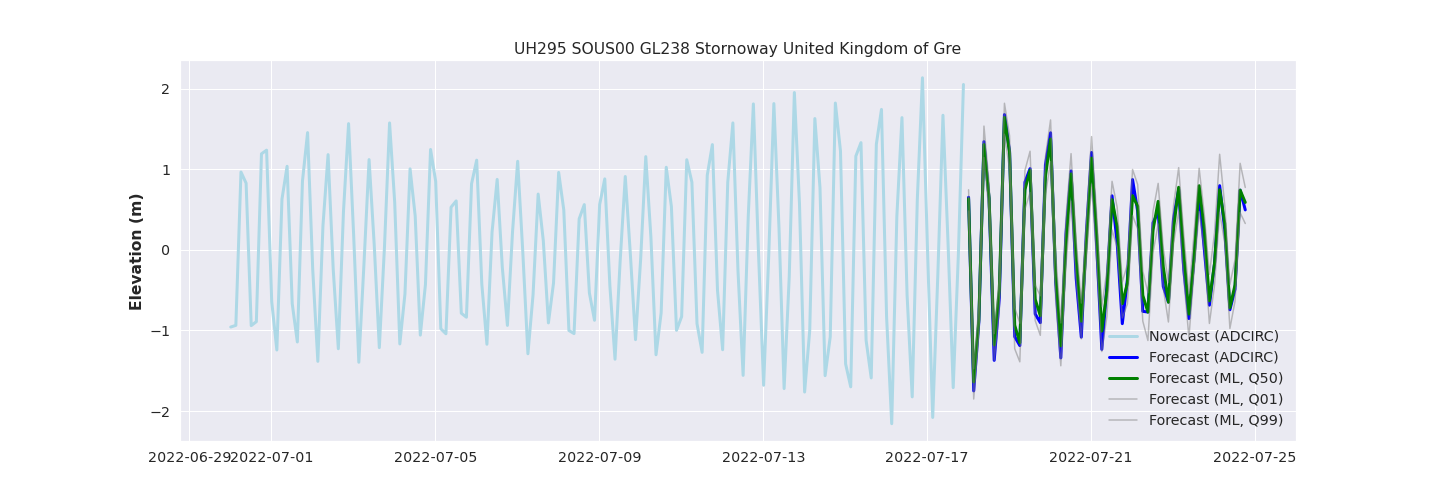 UH295 SOUS00 GL238 Stornoway United Kingdom of Gre
Elevation (m)
2
1
0
−1
−2
2022-06-29
2022-07-01
2022-07-05
2022-07-09
2022-07-13
2022-07-17
2022-07-21
2022-07-25
Nowcast (ADCIRC)
Forecast (ADCIRC)
Forecast (ML, Q50)
Forecast (ML, Q01)
Forecast (ML, Q99)